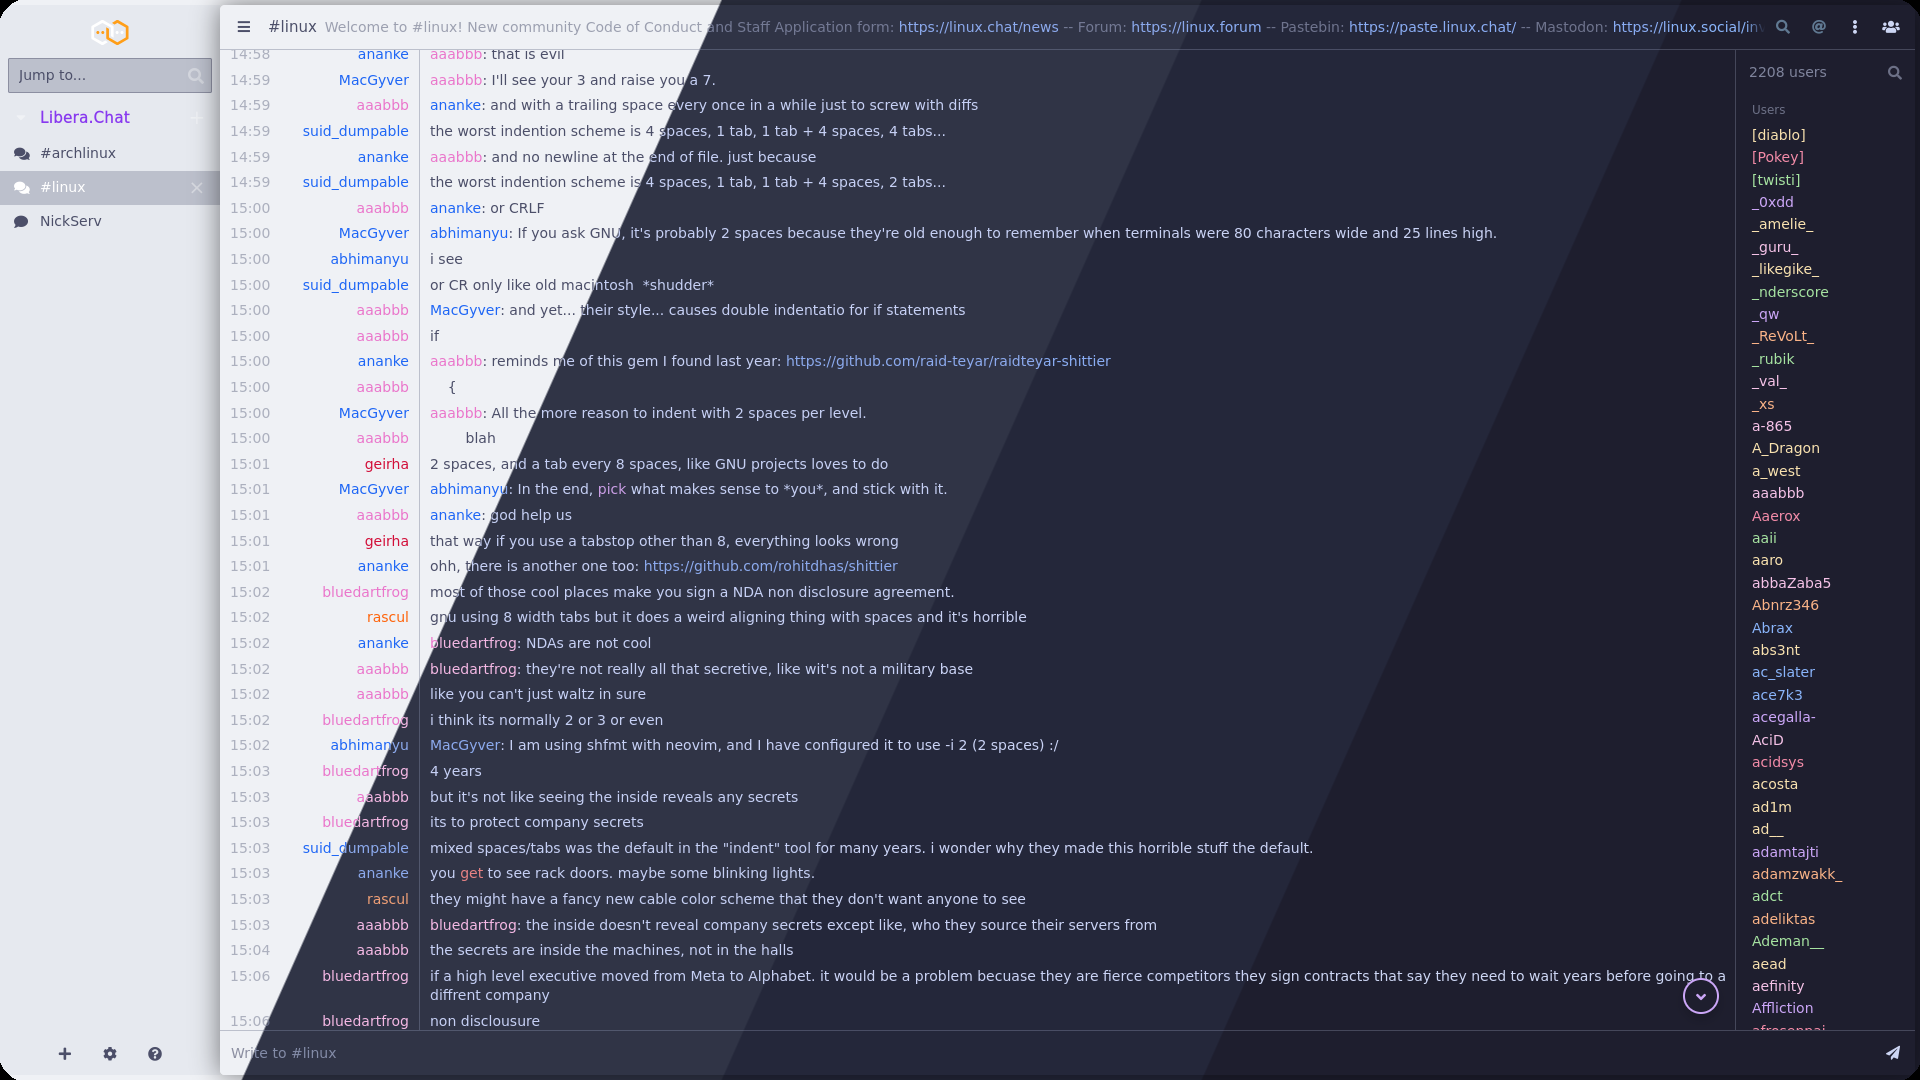 Jump to...
Libera.Chat
#archlinux
#linux
NickServ
#linux Welcome to #linux! New community Code of Conduct and Staff Application form: https://linux.chat/news -- Forum: https://linux.forum -- Pastebin: https://paste.linux.chat/ -- Mastodon: https://linux.social/inv
14:58 ananke aaabbb: that is evil
14:59 MacGyver aaabbb: I'll see your 3 and raise you a 7.
14:59 aaabbb ananke: and with a trailing space every once in a while just to screw with diffs
14:59 suid_dumpable the worst indention scheme is 4 spaces, 1 tab, 1 tab + 4 spaces, 4 tabs...
14:59 ananke aaabbb: and no newline at the end of file. just because
14:59 suid_dumpable the worst indention scheme is 4 spaces, 1 tab, 1 tab + 4 spaces, 2 tabs...
15:00 aaabbb ananke: or CRLF
15:00 MacGyver abhimanyu: If you ask GNU, it's probably 2 spaces because they're old enough to remember when terminals were 80 characters wide and 25 lines high.
15:00 abhimanyu i see
15:00 suid_dumpable or CR only like old macintosh *shudder*
15:00 aaabbb MacGyver: and yet... their style... causes double indentatio for if statements
15:00 aaabbb if
15:00 ananke aaabbb: reminds me of this gem I found last year: https://github.com/raid-teyar/raidteyar-shittier
15:00 aaabbb {
15:00 MacGyver aaabbb: All the more reason to indent with 2 spaces per level.
15:00 aaabbb blah
15:01 geirha 2 spaces, and a tab every 8 spaces, like GNU projects loves to do
15:01 MacGyver abhimanyu: In the end, pick what makes sense to *you*, and stick with it.
15:01 aaabbb ananke: god help us
15:01 geirha that way if you use a tabstop other than 8, everything looks wrong
15:01 ananke ohh, there is another one too: https://github.com/rohitdhas/shittier
15:02 bluedartfrog most of those cool places make you sign a NDA non disclosure agreement.
15:02 rascul gnu using 8 width tabs but it does a weird aligning thing with spaces and it's horrible
15:02 ananke bluedartfrog: NDAs are not cool
15:02 aaabbb bluedartfrog: they're not really all that secretive, like wit's not a military base
15:02 aaabbb like you can't just waltz in sure
15:02 bluedartfrog i think its normally 2 or 3 or even
15:02 abhimanyu MacGyver: I am using shfmt with neovim, and I have configured it to use -i 2 (2 spaces) :/
15:03 bluedartfrog 4 years
15:03 aaabbb but it's not like seeing the inside reveals any secrets
15:03 bluedartfrog its to protect company secrets
15:03 suid_dumpable mixed spaces/tabs was the default in the "indent" tool for many years. i wonder why they made this horrible stuff the default.
15:03 ananke you get to see rack doors. maybe some blinking lights.
15:03 rascul they might have a fancy new cable color scheme that they don't want anyone to see
15:03 aaabbb bluedartfrog: the inside doesn't reveal company secrets except like, who they source their servers from
15:04 aaabbb the secrets are inside the machines, not in the halls
15:06 bluedartfrog if a high level executive moved from Meta to Alphabet. it would be a problem becuase they are fierce competitors they sign contracts that say they need to wait years before going to a
diffrent company
15:06 bluedartfrog non disclousure
Write to #linux
2208 users
Users
[diablo]
[Pokey]
[twisti]
_0xdd
_amelie_
_guru_
_likegike_
_nderscore
_qw
_ReVoLt_
_rubik
_val_
_xs
a-865
A_Dragon
a_west
aaabbb
Aaerox
aaii
aaro
abbaZaba5
Abnrz346
Abrax
abs3nt
ac_slater
ace7k3
acegalla-
AciD
acidsys
acosta
ad1m
ad__
adamtajti
adamzwakk_
adct
adeliktas
Ademan__
aead
aefinity
Affliction